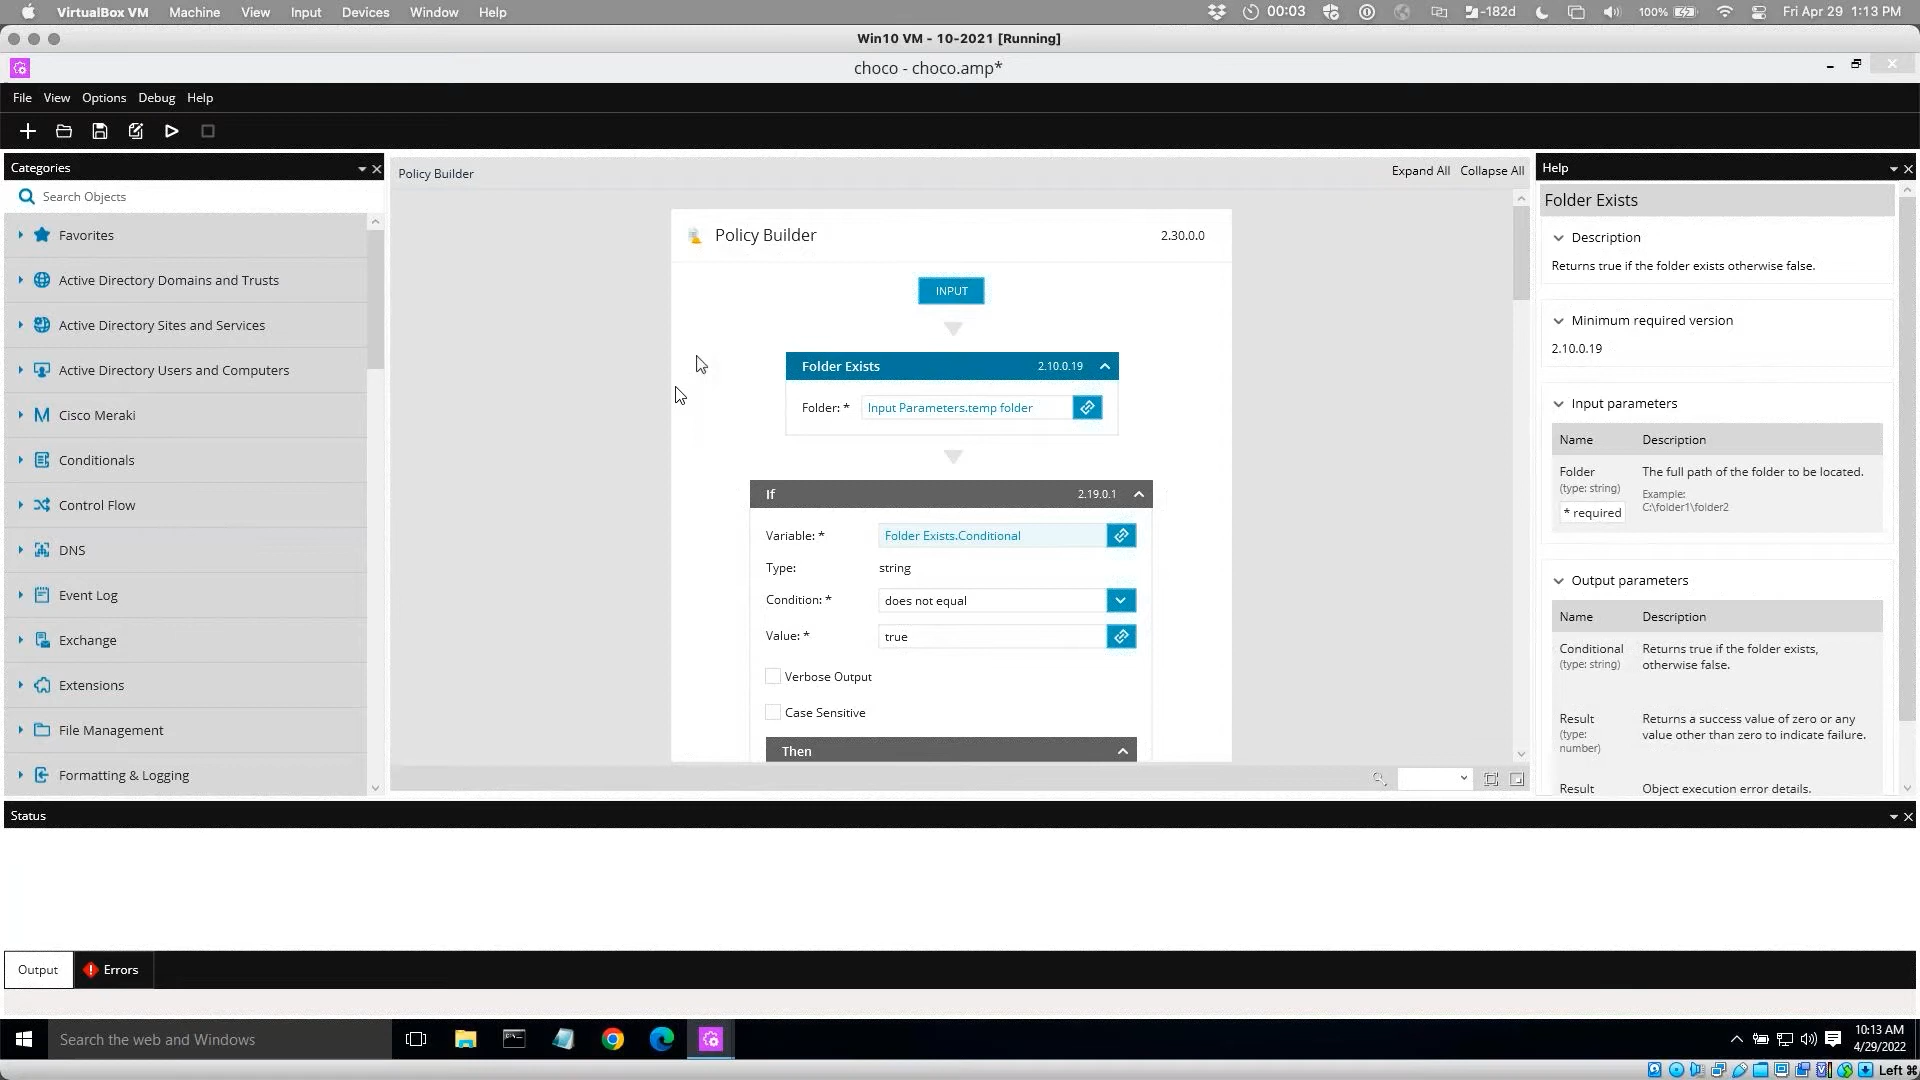 VirtualBox VM Machine View Input Devices Window Help 00:03 -182d 100% Fri Apr 29 1:13 PM
Win10 VM - 10-2021 [Running]
choco - choco.amp*
File View Options Debug Help
Categories
Search Objects
Favorites
Active Directory Domains and Trusts
Active Directory Sites and Services
Active Directory Users and Computers
Cisco Meraki
Conditionals
Control Flow
DNS
Event Log
Exchange
Extensions
File Management
Formatting & Logging
Policy Builder
Expand All Collapse All
Policy Builder 2.30.0.0
INPUT
Folder Exists 2.10.0.19
Folder: * Input Parameters.temp folder
If 2.19.0.1
Variable: * Folder Exists.Conditional
Type: string
Condition: * does not equal
Value: * true
Verbose Output
Case Sensitive
Then
Help
Folder Exists
Description
Returns true if the folder exists otherwise false.
Minimum required version
2.10.0.19
Input parameters
Name Description
Folder The full path of the folder to be located.
(type: string) Example:
C:\folder1\folder2
* required
Output parameters
Name Description
Conditional Returns true if the folder exists,
(type: string) otherwise false.
Result Returns a success value of zero or any
(type: value other than zero to indicate failure.
number)
Result Object execution error details.
Status
Output Errors
Search the web and Windows
10:13 AM
4/29/2022
Left ⌘